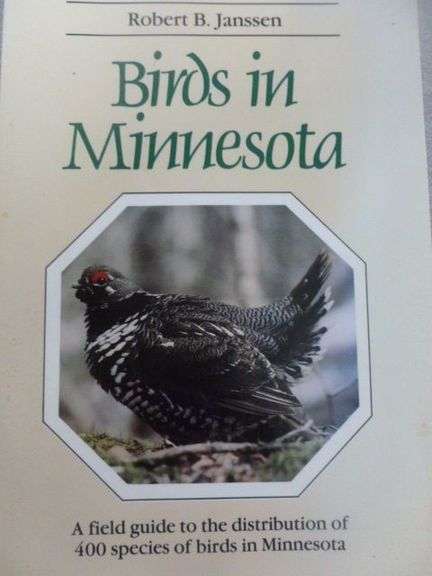 Robert B. Janssen
Birds in
Minnesota
A field guide to the distribution of
400 species of birds in Minnesota